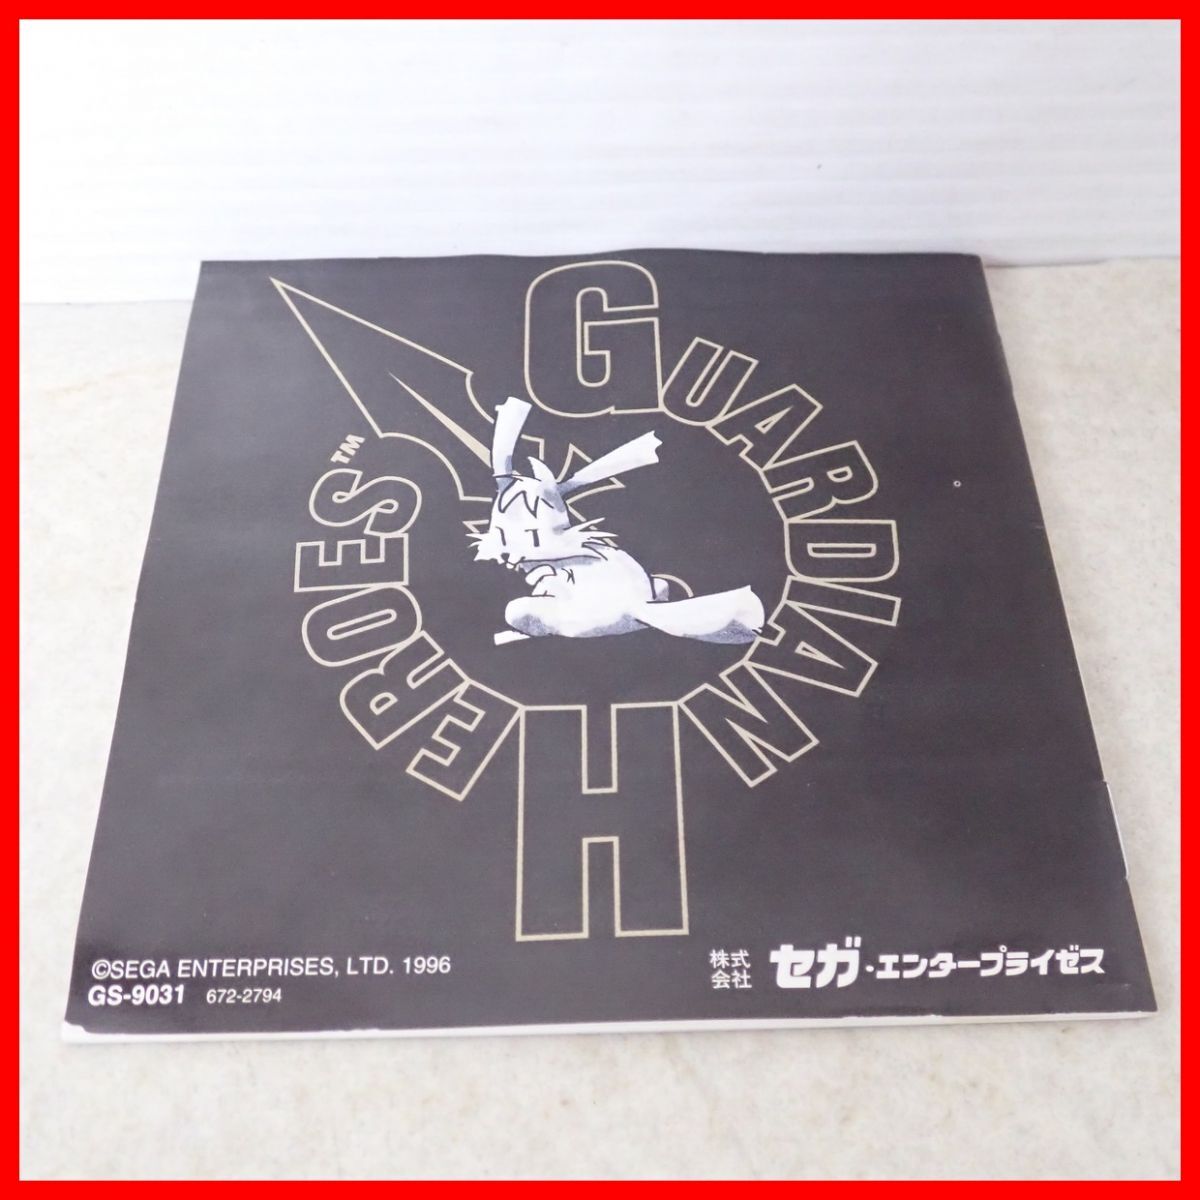 GUARDIAN
HEROES™
©SEGA ENTERPRISES, LTD. 1996
GS-9031 672-2794
株式会社 セガ・エンタープライゼス